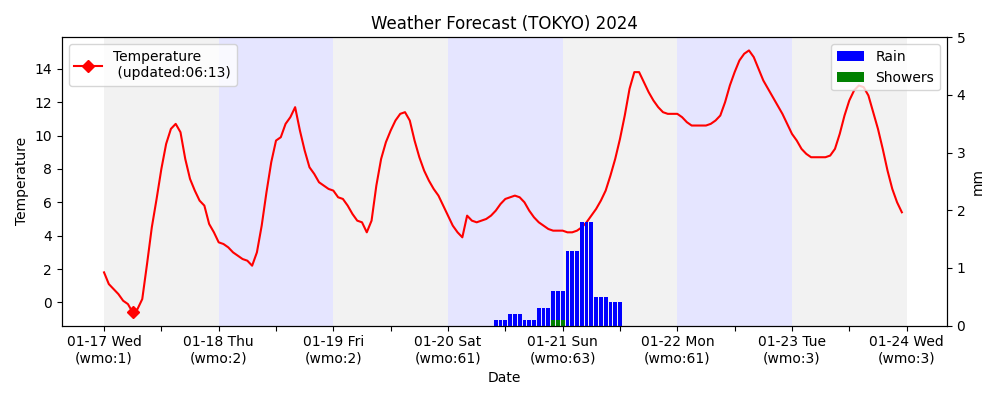 Weather Forecast (TOKYO) 2024
Temperature
(updated:06:13)
Rain
Showers
Temperature
14
12
10
8
6
4
2
0
5
4
3
2
1
0
mm
01-17 Wed
(wmo:1)
01-18 Thu
(wmo:2)
01-19 Fri
(wmo:2)
01-20 Sat
(wmo:61)
01-21 Sun
(wmo:63)
01-22 Mon
(wmo:61)
01-23 Tue
(wmo:3)
01-24 Wed
(wmo:3)
Date